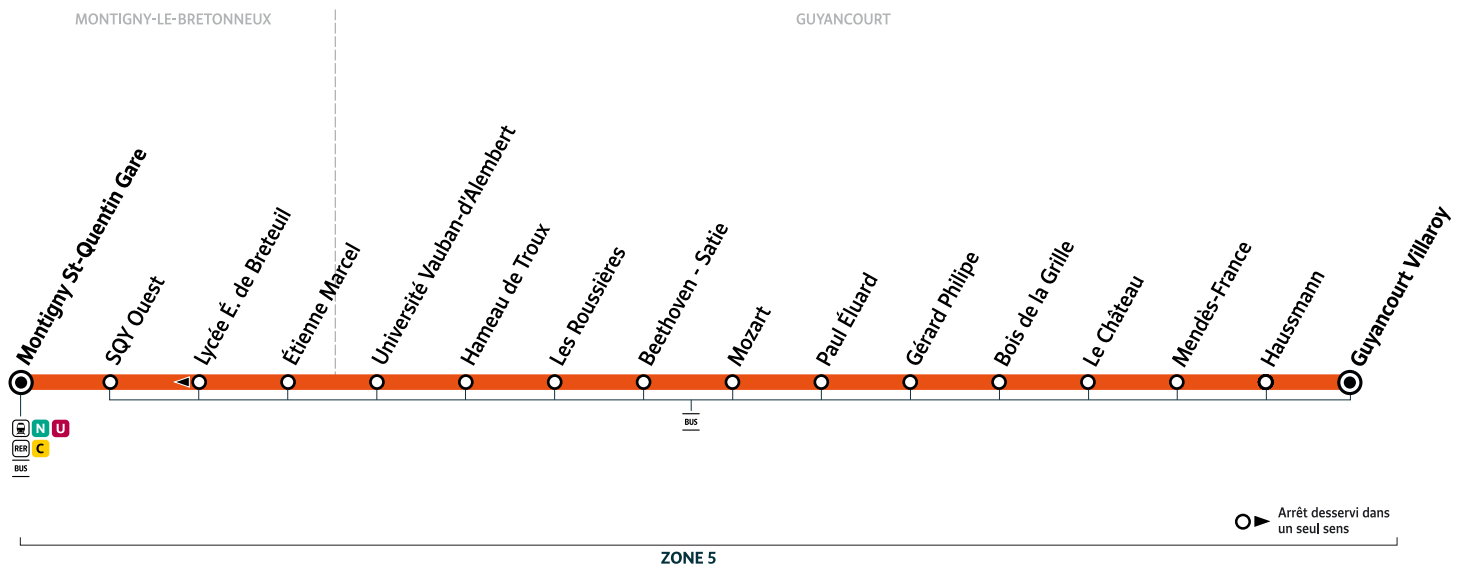 MONTIGNY-LE-BRETONNEUX
GUYANCOURT
Montigny St-Quentin Gare
SQY Ouest
Lycée É. de Breteuil
Étienne Marcel
Université Vauban-d'Alembert
Hameau de Troux
Les Roussières
Beethoven - Satie
Mozart
Paul Éluard
Gérard Philipe
Bois de la Grille
Le Château
Mendès-France
Haussmann
Guyancourt Villaroy
N U
RER C
BUS
BUS
Arrêt desservi dans
un seul sens
ZONE 5